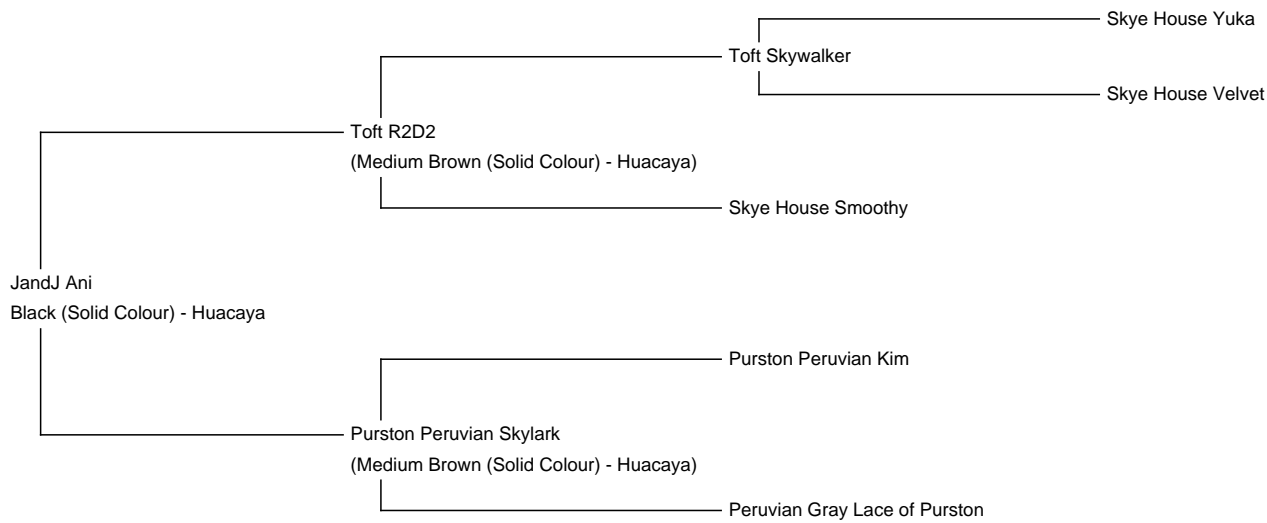 Skye House Yuka
Toft Skywalker
Skye House Velvet
Toft R2D2
(Medium Brown (Solid Colour) - Huacaya)
Skye House Smoothy
JandJ Ani
Black (Solid Colour) - Huacaya
Purston Peruvian Kim
Purston Peruvian Skylark
(Medium Brown (Solid Colour) - Huacaya)
Peruvian Gray Lace of Purston